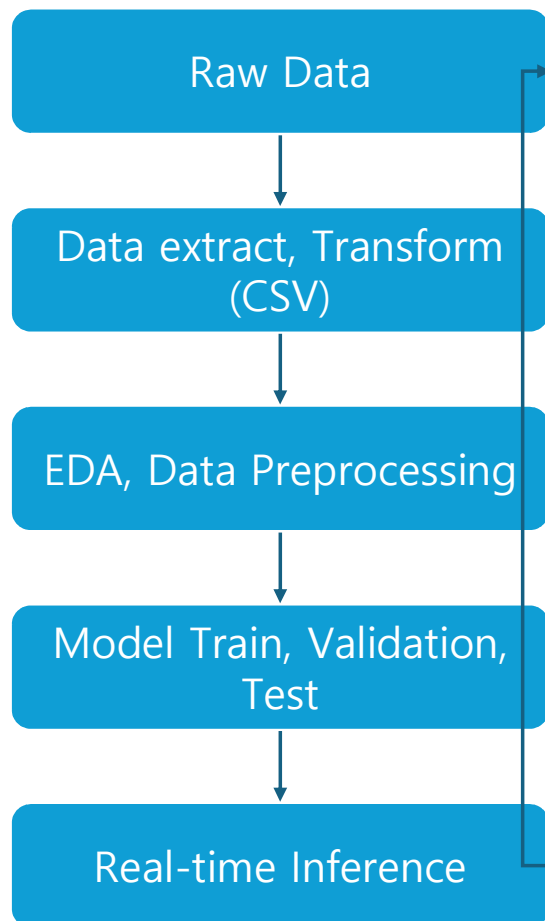 Raw Data
Data extract, Transform
(CSV)
EDA, Data Preprocessing
Model Train, Validation,
Test
Real-time Inference